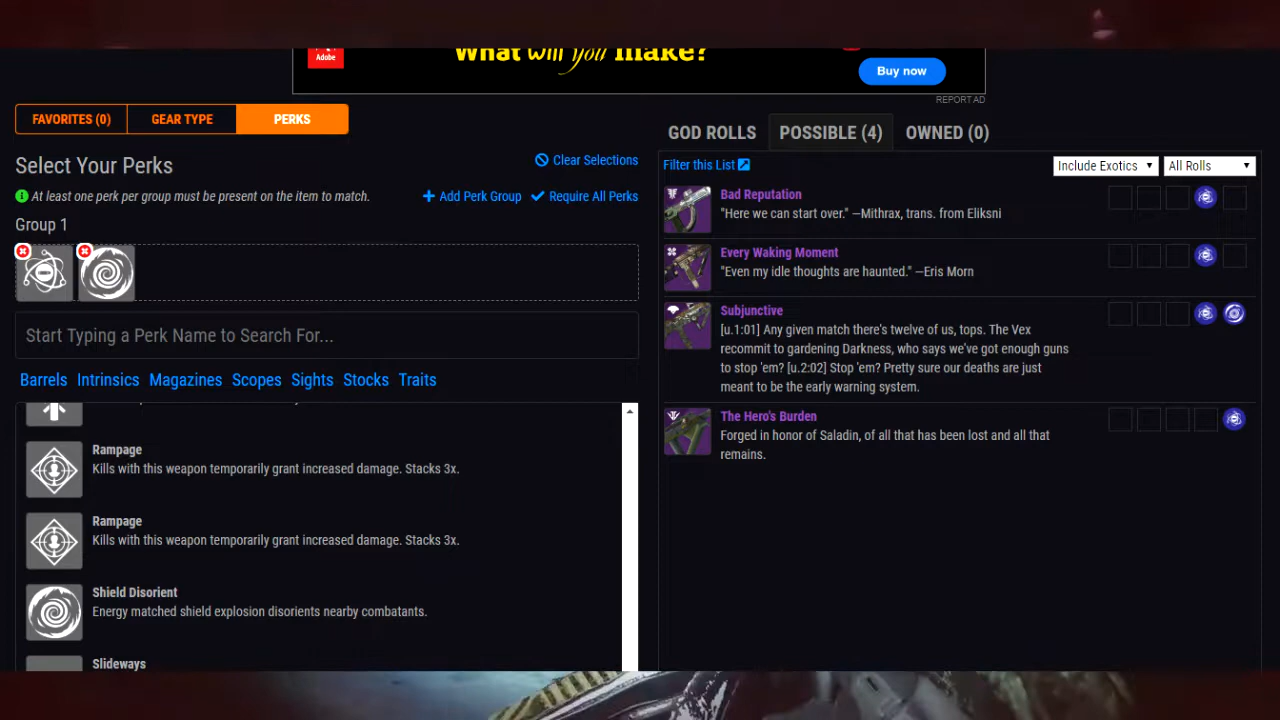 Adobe
What will you make?
Buy now
REPORT AD
FAVORITES (0)
GEAR TYPE
PERKS
GOD ROLLS
POSSIBLE (4)
OWNED (0)
Select Your Perks
Clear Selections
Filter this List
Include Exotics
All Rolls
At least one perk per group must be present on the item to match.
Add Perk Group
Require All Perks
Group 1
Start Typing a Perk Name to Search For...
Barrels
Intrinsics
Magazines
Scopes
Sights
Stocks
Traits
Rampage
Kills with this weapon temporarily grant increased damage. Stacks 3x.
Rampage
Kills with this weapon temporarily grant increased damage. Stacks 3x.
Shield Disorient
Energy matched shield explosion disorients nearby combatants.
Slideways
Bad Reputation
"Here we can start over." —Mithrax, trans. from Eliksni
Every Waking Moment
"Even my idle thoughts are haunted." —Eris Morn
Subjunctive
[u.1:01] Any given match there's twelve of us, tops. The Vex
recommit to gardening Darkness, who says we've got enough guns
to stop 'em? [u.2:02] Stop 'em? Pretty sure our deaths are just
meant to be the early warning system.
The Hero's Burden
Forged in honor of Saladin, of all that has been lost and all that
remains.